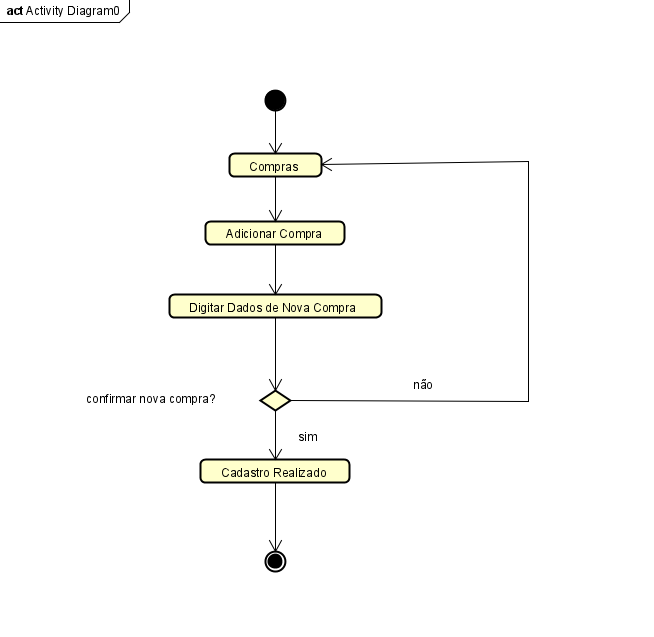 act Activity Diagram0
Compras
Adicionar Compra
Digitar Dados de Nova Compra
não
confirmar nova compra?
sim
Cadastro Realizado